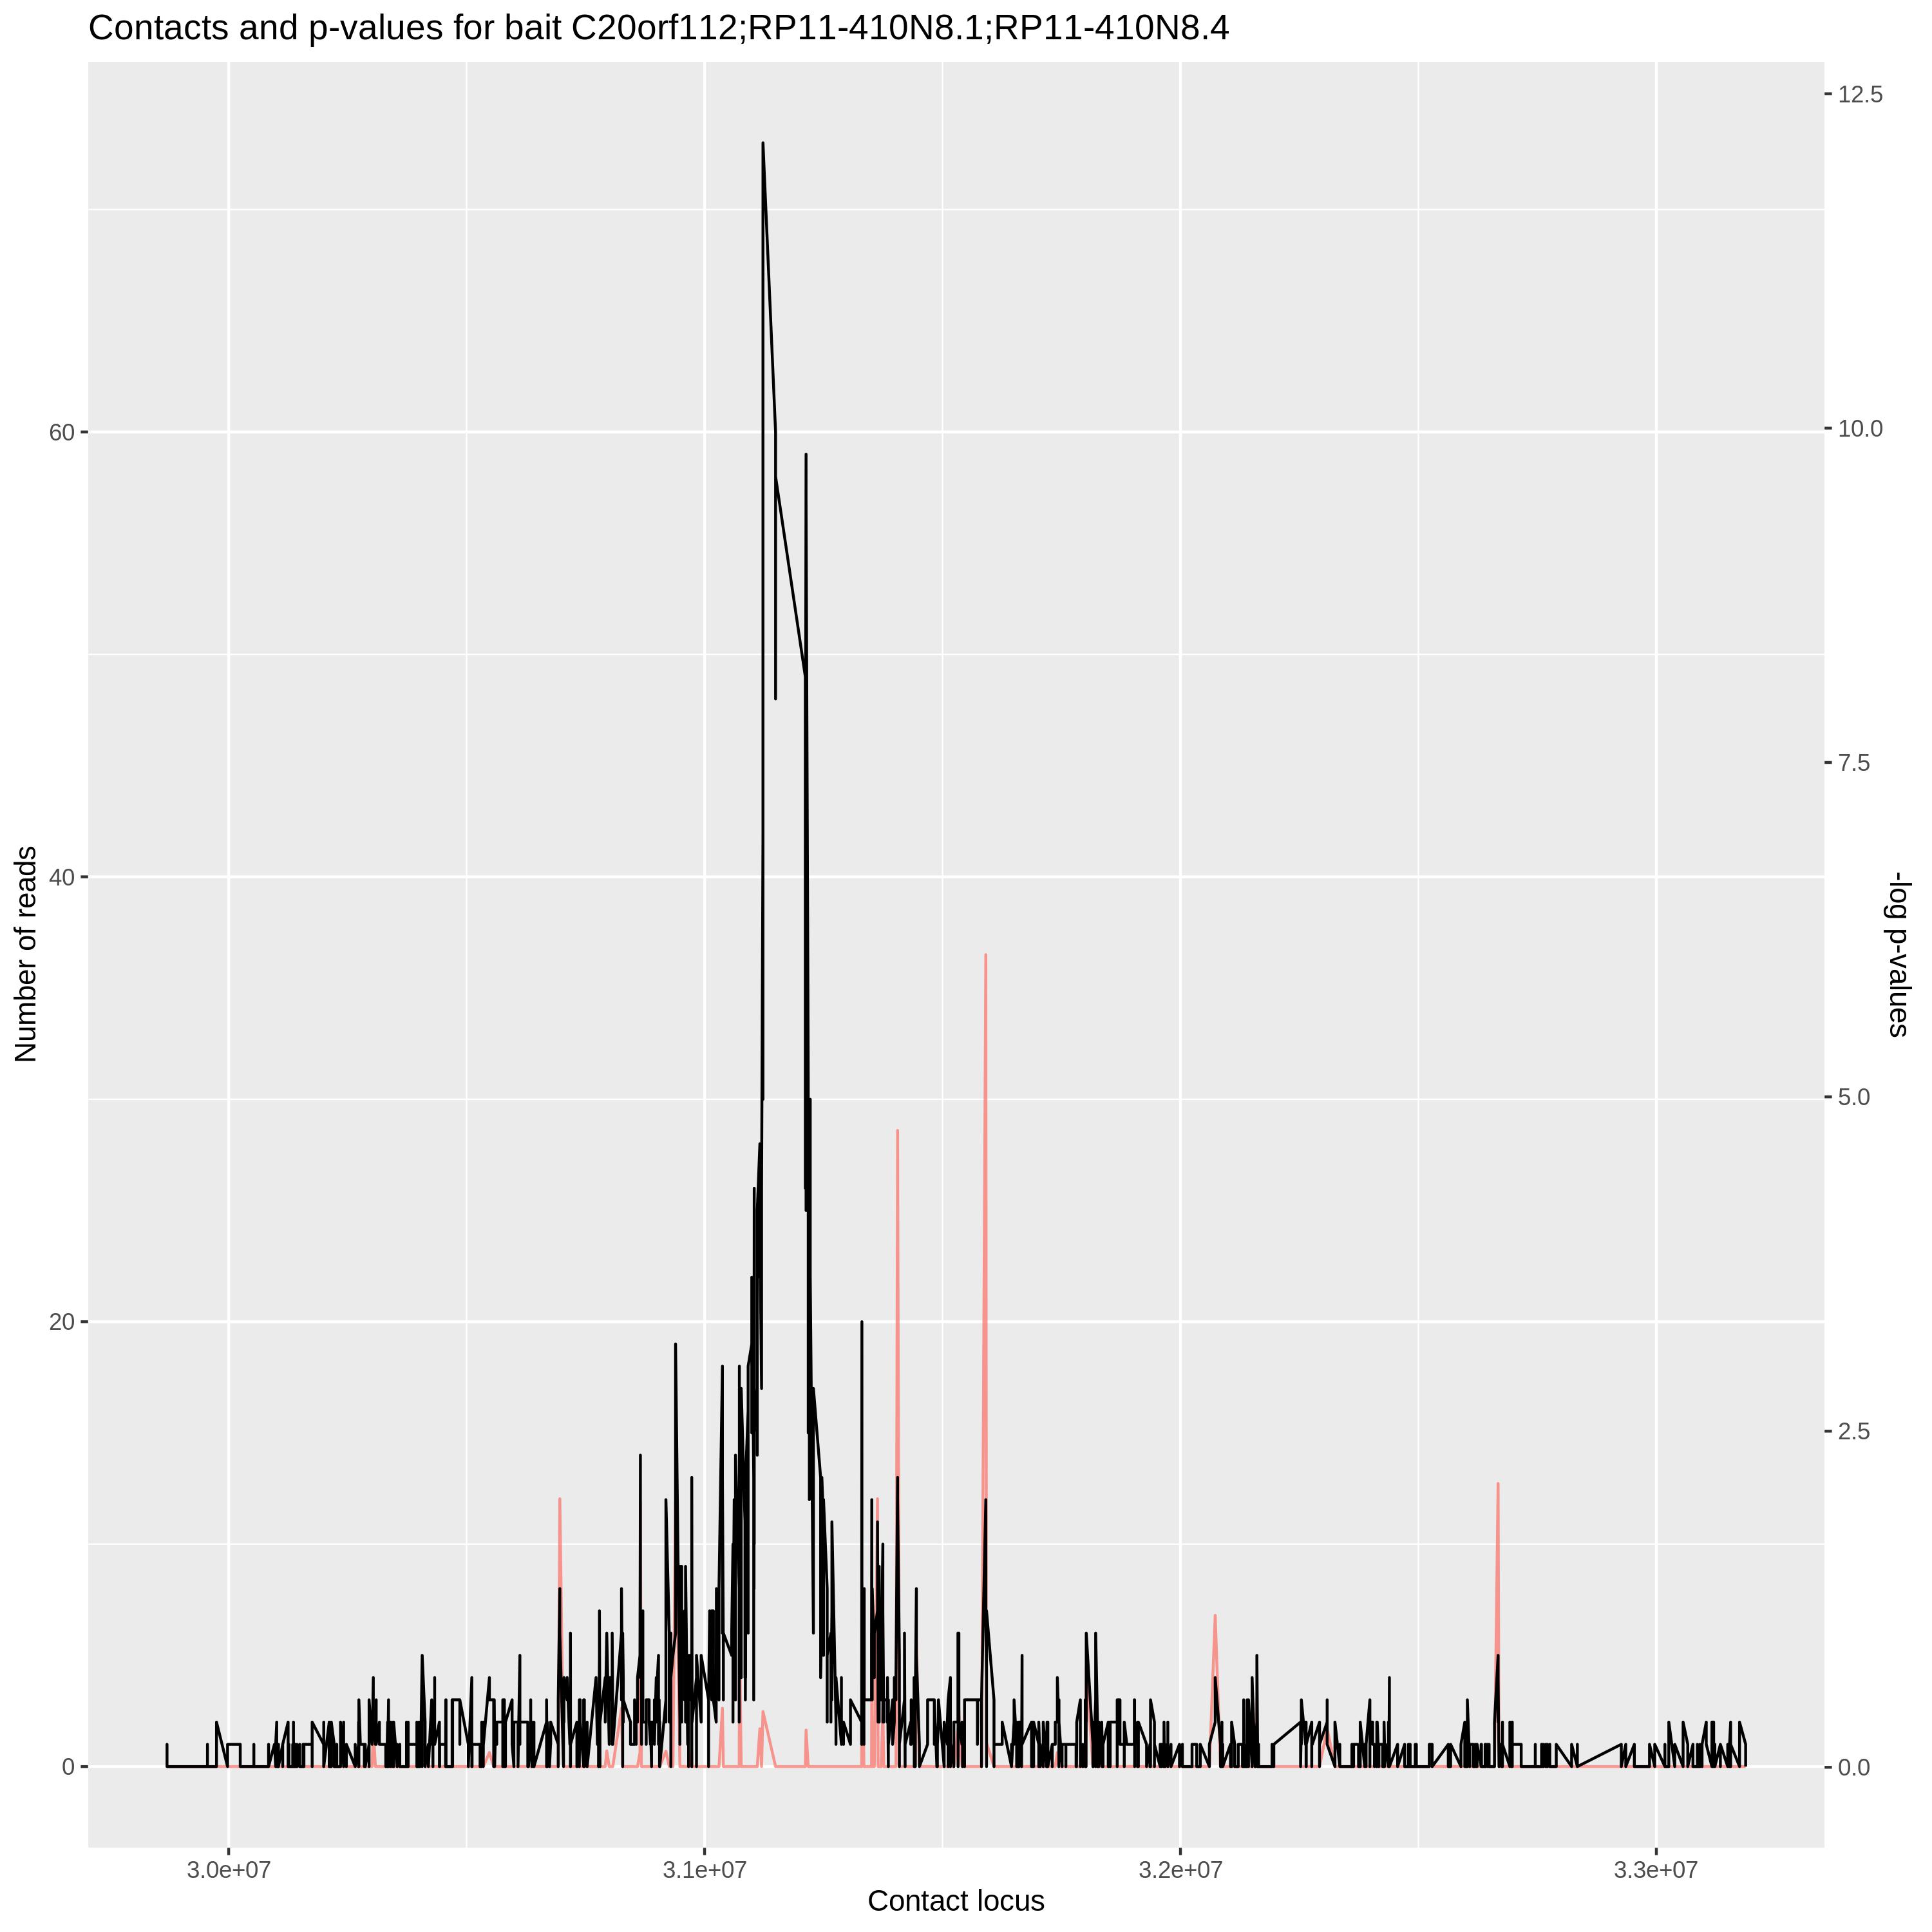 Contacts and p-values for bait C20orf112;RP11-410N8.1;RP11-410N8.4
12.5
60
10.0
7.5
40
Number of reads
-log p-values
5.0
20
2.5
0
0.0
3.0e+07
3.1e+07
3.2e+07
3.3e+07
Contact locus